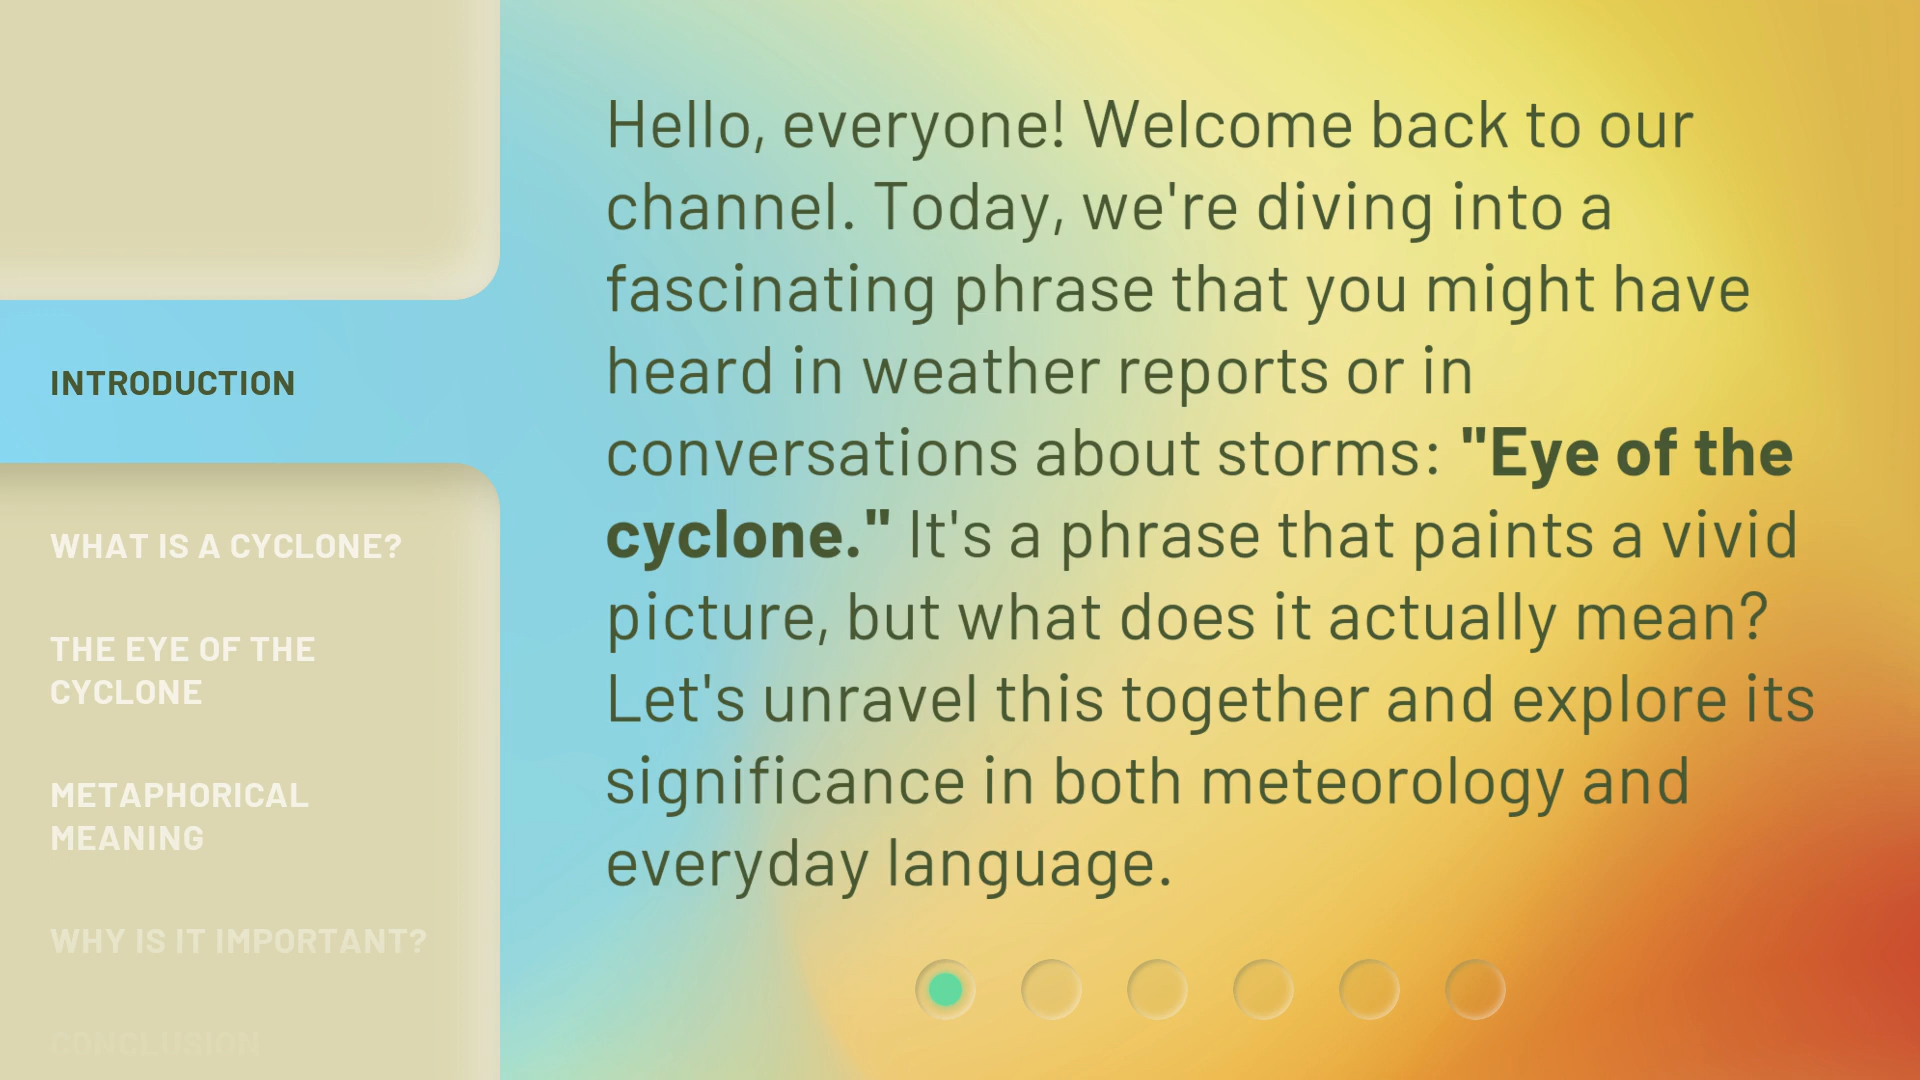 INTRODUCTION
WHAT IS A CYCLONE?
THE EYE OF THE
CYCLONE
METAPHORICAL
MEANING
WHY IS IT IMPORTANT?
CONCLUSION
Hello, everyone! Welcome back to our
channel. Today, we're diving into a
fascinating phrase that you might have
heard in weather reports or in
conversations about storms: "Eye of the
cyclone." It's a phrase that paints a vivid
picture, but what does it actually mean?
Let's unravel this together and explore its
significance in both meteorology and
everyday language.